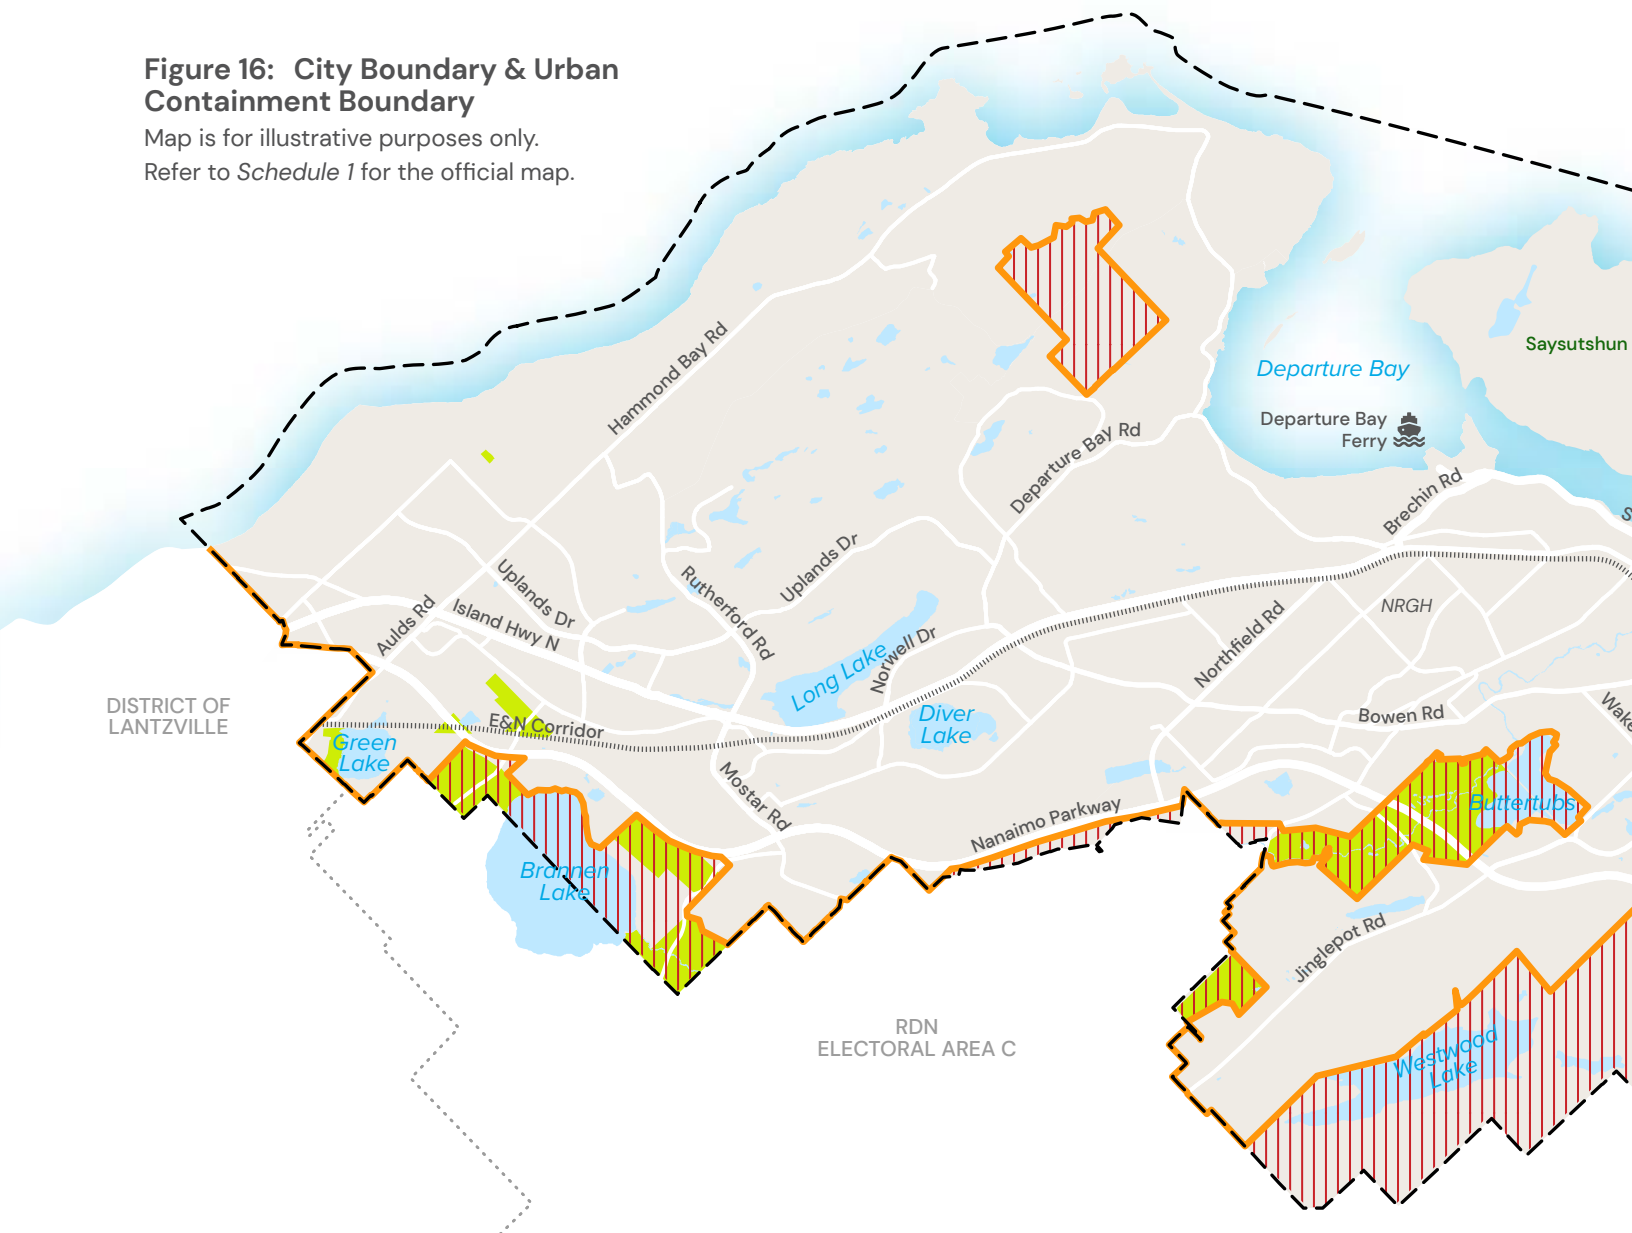 Figure 16: City Boundary & Urban
Containment Boundary
Map is for illustrative purposes only.
Refer to Schedule 1 for the official map.
Saysutshun
Departure Bay
Hammond Bay Rd
Departure Bay
Ferry
Departure Bay Rd
Brechin Rd
Uplands Dr
Uplands Dr
Rutherford Rd
Island Hwy N
Aulds Rd
NRGH
Northfield Rd
Norwell Dr
Long Lake
DISTRICT OF
LANTZVILLE
E&N Corridor
Diver
Lake
Bowen Rd
Green
Lake
Mostar Rd
Nanaimo Parkway
Buttertubs
Brannen
Lake
Jinglepot Rd
RDN
ELECTORAL AREA C
Westwood
Lake